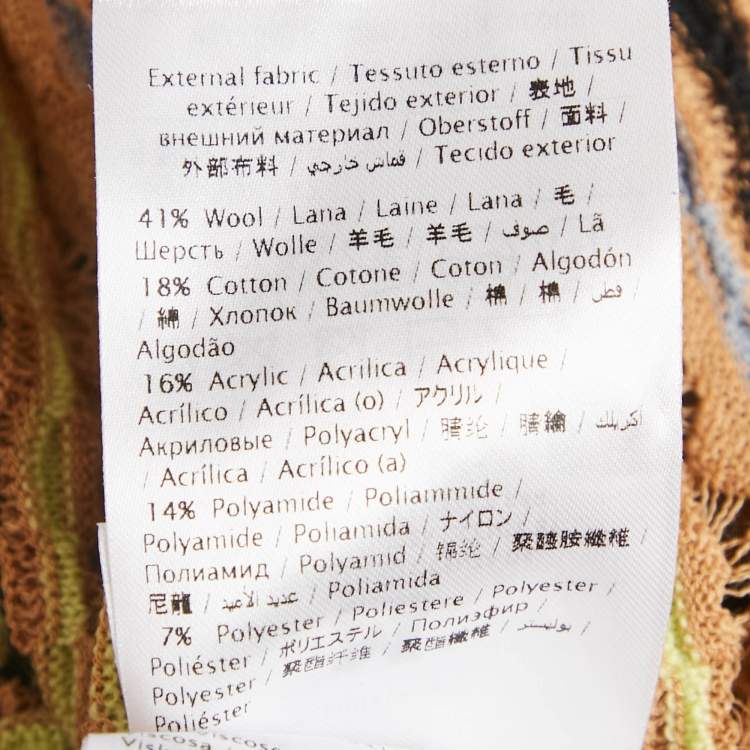 External fabric / Tessuto esterno / Tissu
extérieur / Tejido exterior / 表地 /
внешний материал / Oberstoff / 面料 /
外部布料 / قماش خارجي / Tecido exterior
41% Wool / Lana / Laine / Lana / 毛 /
Шерсть / Wolle / 羊毛 / 羊毛 / صوف / Lã
18% Cotton / Cotone / Coton / Algodón
/ 綿 / Хлопок / Baumwolle / 棉 / 棉 / قطن /
Algodão
16% Acrylic / Acrilica / Acrylique /
Acrílico / Acrílica (o) / アクリル /
Акриловые / Polyacryl / 腈纶 / 腈綸 / اكريلك
/ Acrílica / Acrílico (a)
14% Polyamide / Poliammide /
Polyamide / Poliamida / ナイロン /
Полиамид / Polyamid / 锦纶 / 聚醯胺纖維 /
尼龍 / عديد الأميد / Poliamida
7% Polyester / Poliestere / Polyester /
Poliéster / ポリエステル / Полиэфир /
Polyester / 聚酯纤维 / 聚酯纖維 / بوليستر /
Poliéster
Viscosa